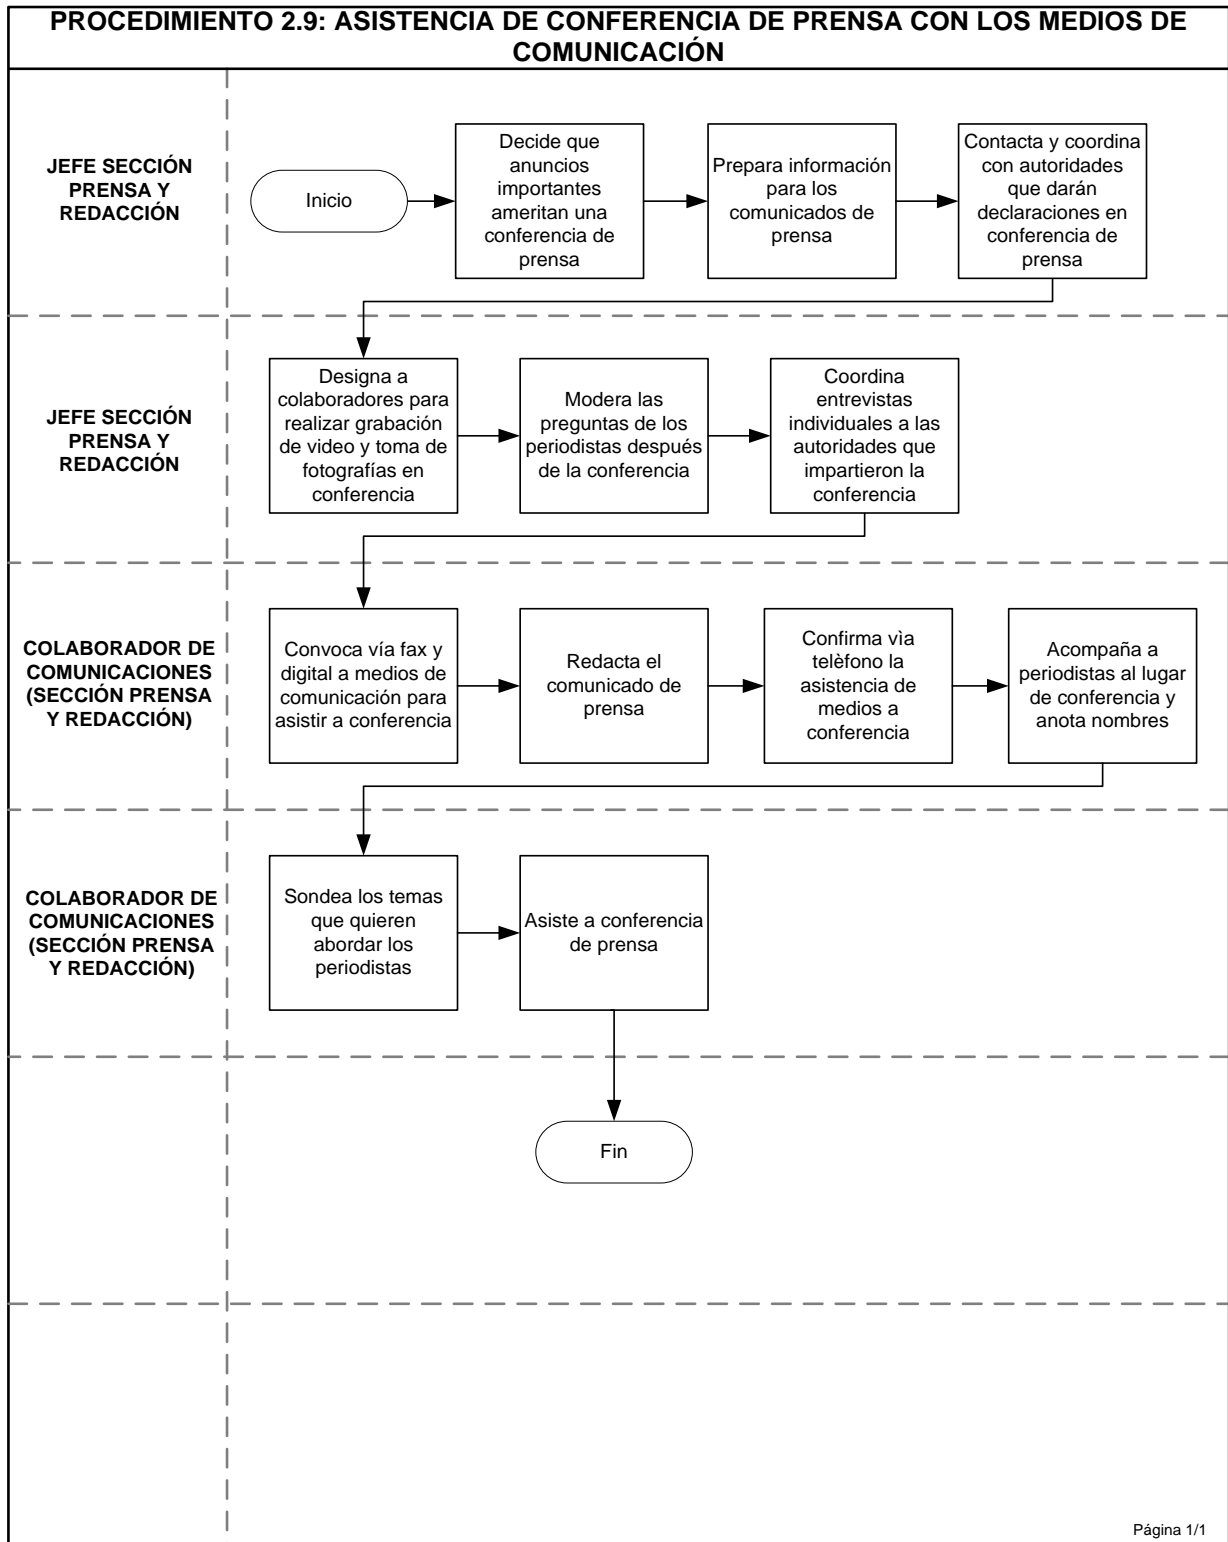 PROCEDIMIENTO 2.9: ASISTENCIA DE CONFERENCIA DE PRENSA CON LOS MEDIOS DE
COMUNICACIÓN
JEFE SECCIÓN
PRENSA Y
REDACCIÓN
Inicio
Decide que
anuncios
importantes
ameritan una
conferencia de
prensa
Prepara información
para los
comunicados de
prensa
Contacta y coordina
con autoridades
que darán
declaraciones en
conferencia de
prensa
JEFE SECCIÓN
PRENSA Y
REDACCIÓN
Designa a
colaboradores para
realizar grabación
de video y toma de
fotografías en
conferencia
Modera las
preguntas de los
periodistas después
de la conferencia
Coordina
entrevistas
individuales a las
autoridades que
impartieron la
conferencia
COLABORADOR DE
COMUNICACIONES
(SECCIÓN PRENSA
Y REDACCIÓN)
Convoca vía fax y
digital a medios de
comunicación para
asistir a conferencia
Redacta el
comunicado de
prensa
Confirma vìa
telèfono la
asistencia de
medios a
conferencia
Acompaña a
periodistas al lugar
de conferencia y
anota nombres
COLABORADOR DE
COMUNICACIONES
(SECCIÓN PRENSA
Y REDACCIÓN)
Sondea los temas
que quieren
abordar los
periodistas
Asiste a conferencia
de prensa
Fin
Página 1/1